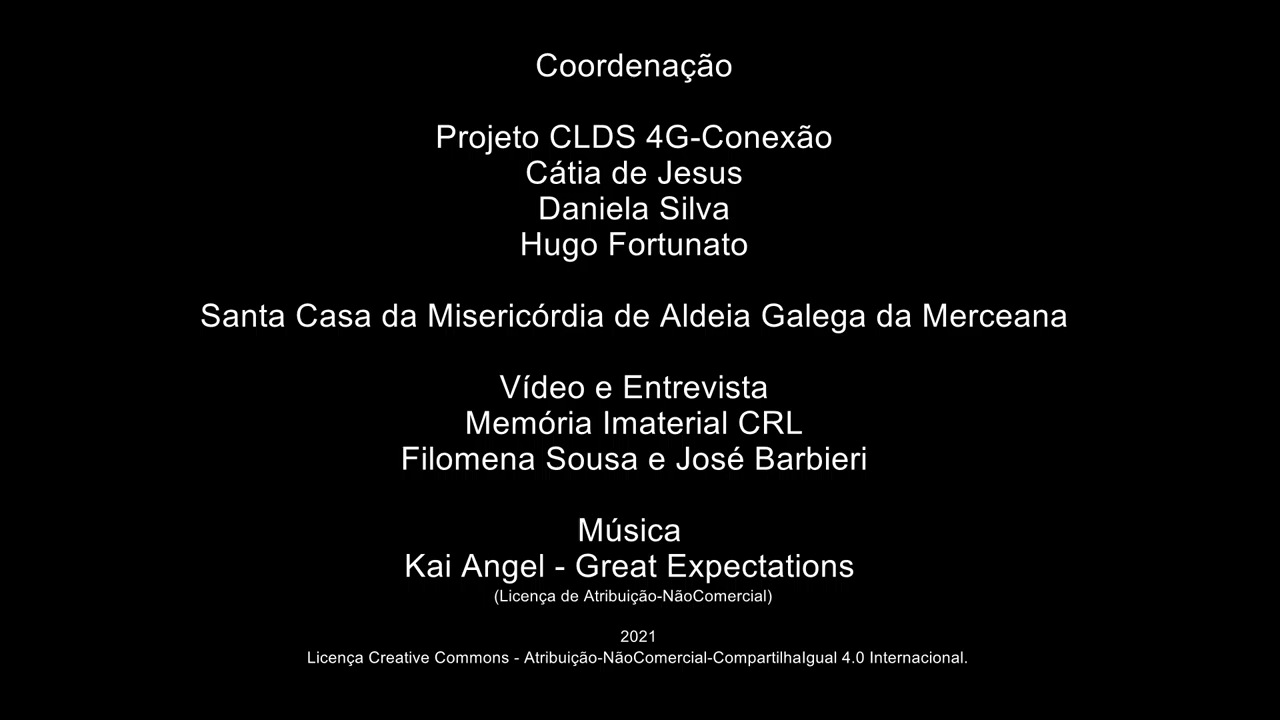 Coordenação
Projeto CLDS 4G-Conexão
Cátia de Jesus
Daniela Silva
Hugo Fortunato
Santa Casa da Misericórdia de Aldeia Galega da Merceana
Vídeo e Entrevista
Memória Imaterial CRL
Filomena Sousa e José Barbieri
Música
Kai Angel - Great Expectations
(Licença de Atribuição-NãoComercial)
2021
Licença Creative Commons - Atribuição-NãoComercial-CompartilhaIgual 4.0 Internacional.